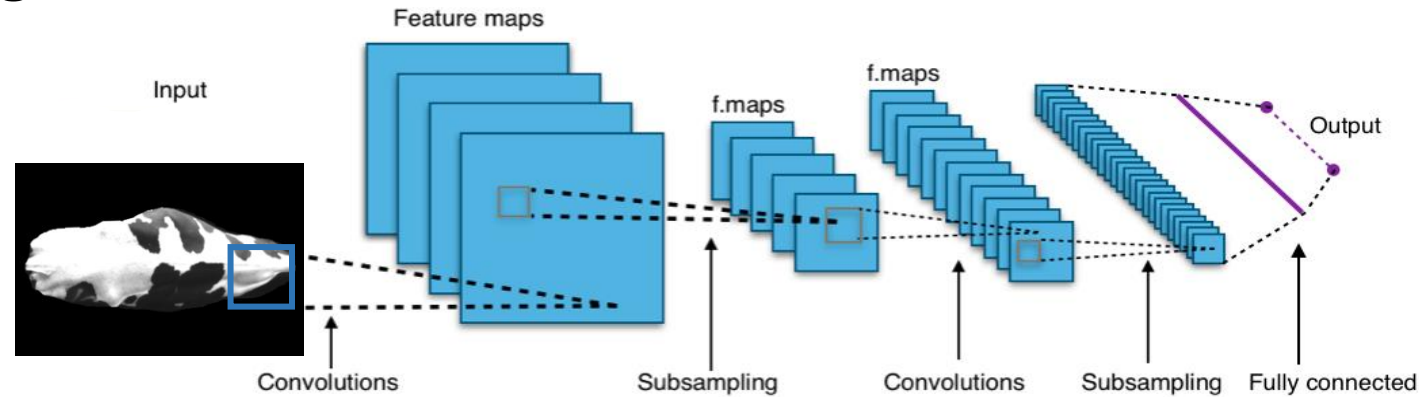 Feature maps
Input
f.maps
f.maps
Output
Convolutions
Subsampling
Convolutions
Subsampling
Fully connected